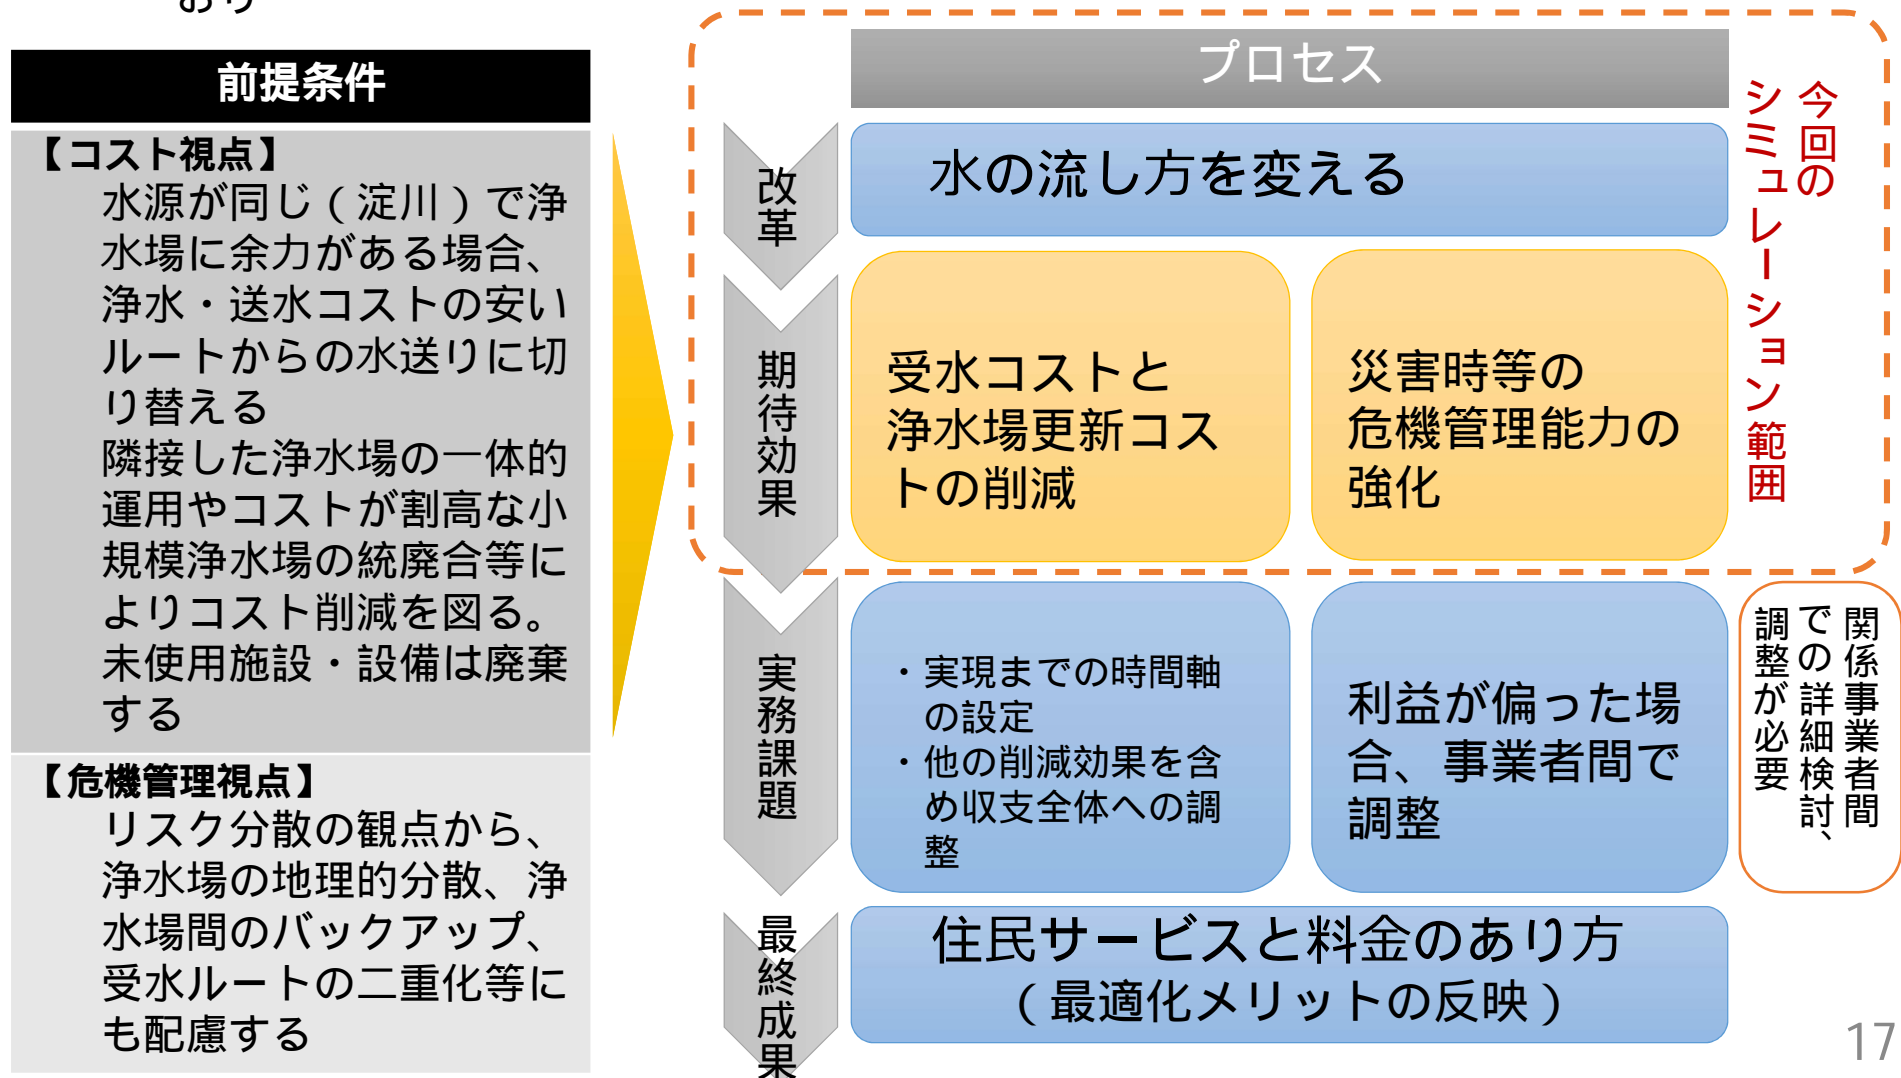 おり
前提条件
【コスト視点】
水源が同じ(淀川)で浄
水場に余力がある場合、
浄水・送水コストの安い
ルートからの水送りに切
り替える
隣接した浄水場の一体的
運用やコストが割高な小
規模浄水場の統廃合等に
よりコスト削減を図る。
未使用施設・設備は廃棄
する
【危機管理視点】
リスク分散の観点から、
浄水場の地理的分散、浄
水場間のバックアップ、
受水ルートの二重化等に
も配慮する
プロセス
改革
水の流し方を変える
期待効果
受水コストと
浄水場更新コス
トの削減
災害時等の
危機管理能力の
強化
今回の
シミュレーション範囲
実務課題
・実現までの時間軸
の設定
・他の削減効果を含
め収支全体への調
整
利益が偏った場
合、事業者間で
調整
関係事業者間
での詳細検討、
調整が必要
最終成果
住民サービスと料金のあり方
(最適化メリットの反映)
17